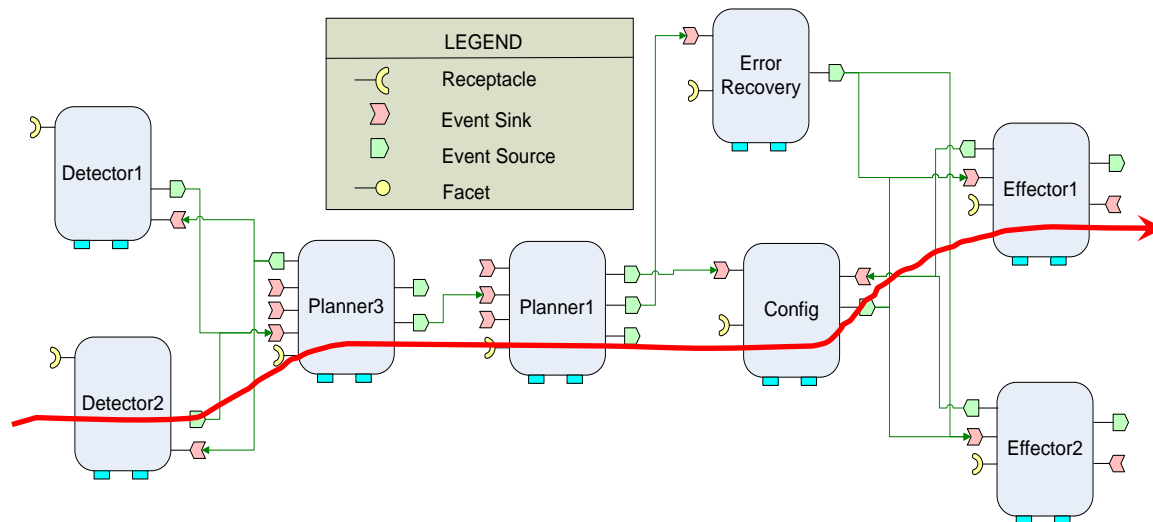 LEGEND
Receptacle
Event Sink
Event Source
Facet
Error
Recovery
Detector1
Effector1
Planner3
Planner1
Config
Detector2
Effector2